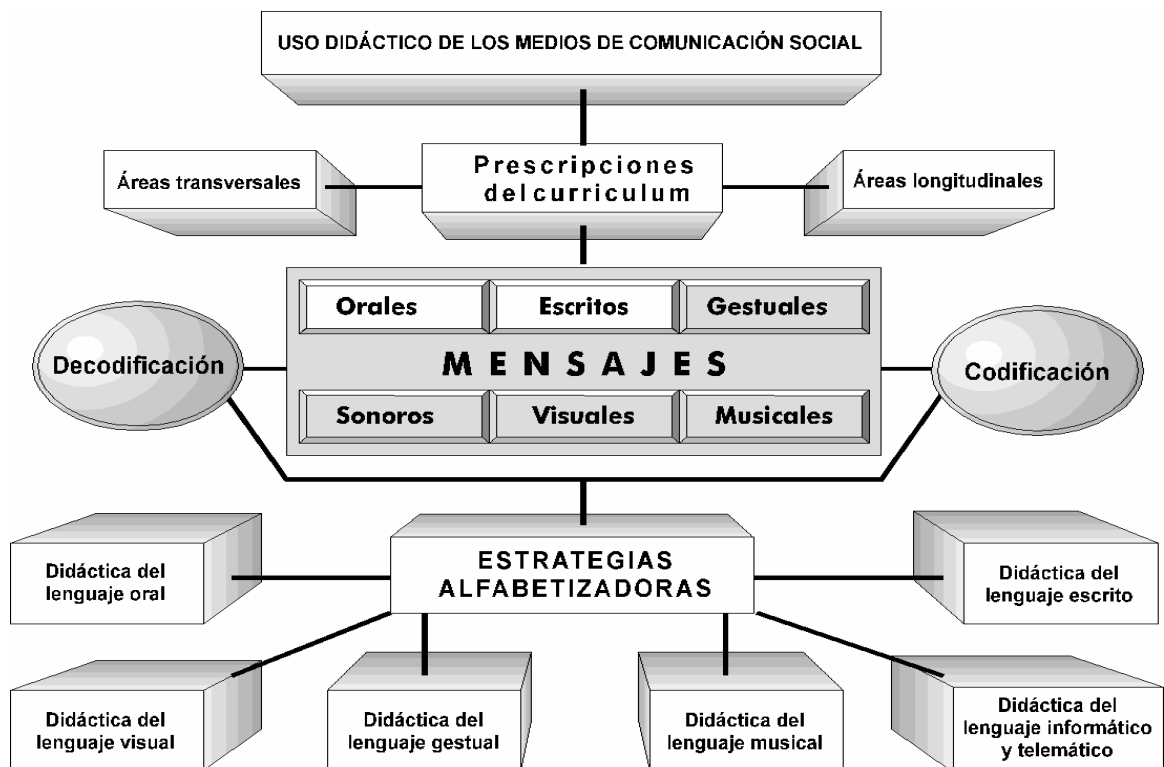 USO DIDÁCTICO DE LOS MEDIOS DE COMUNICACIÓN SOCIAL
Áreas transversales
Prescripciones
del curriculum
Áreas longitudinales
Orales
Escritos
Gestuales
Decodificación
MENSAJES
Codificación
Sonoros
Visuales
Musicales
Didáctica del
lenguaje oral
ESTRATEGIAS
ALFABETIZADORAS
Didáctica del
lenguaje escrito
Didáctica del
lenguaje visual
Didáctica del
lenguaje gestual
Didáctica del
lenguaje musical
Didáctica del
lenguaje informático
y telemático